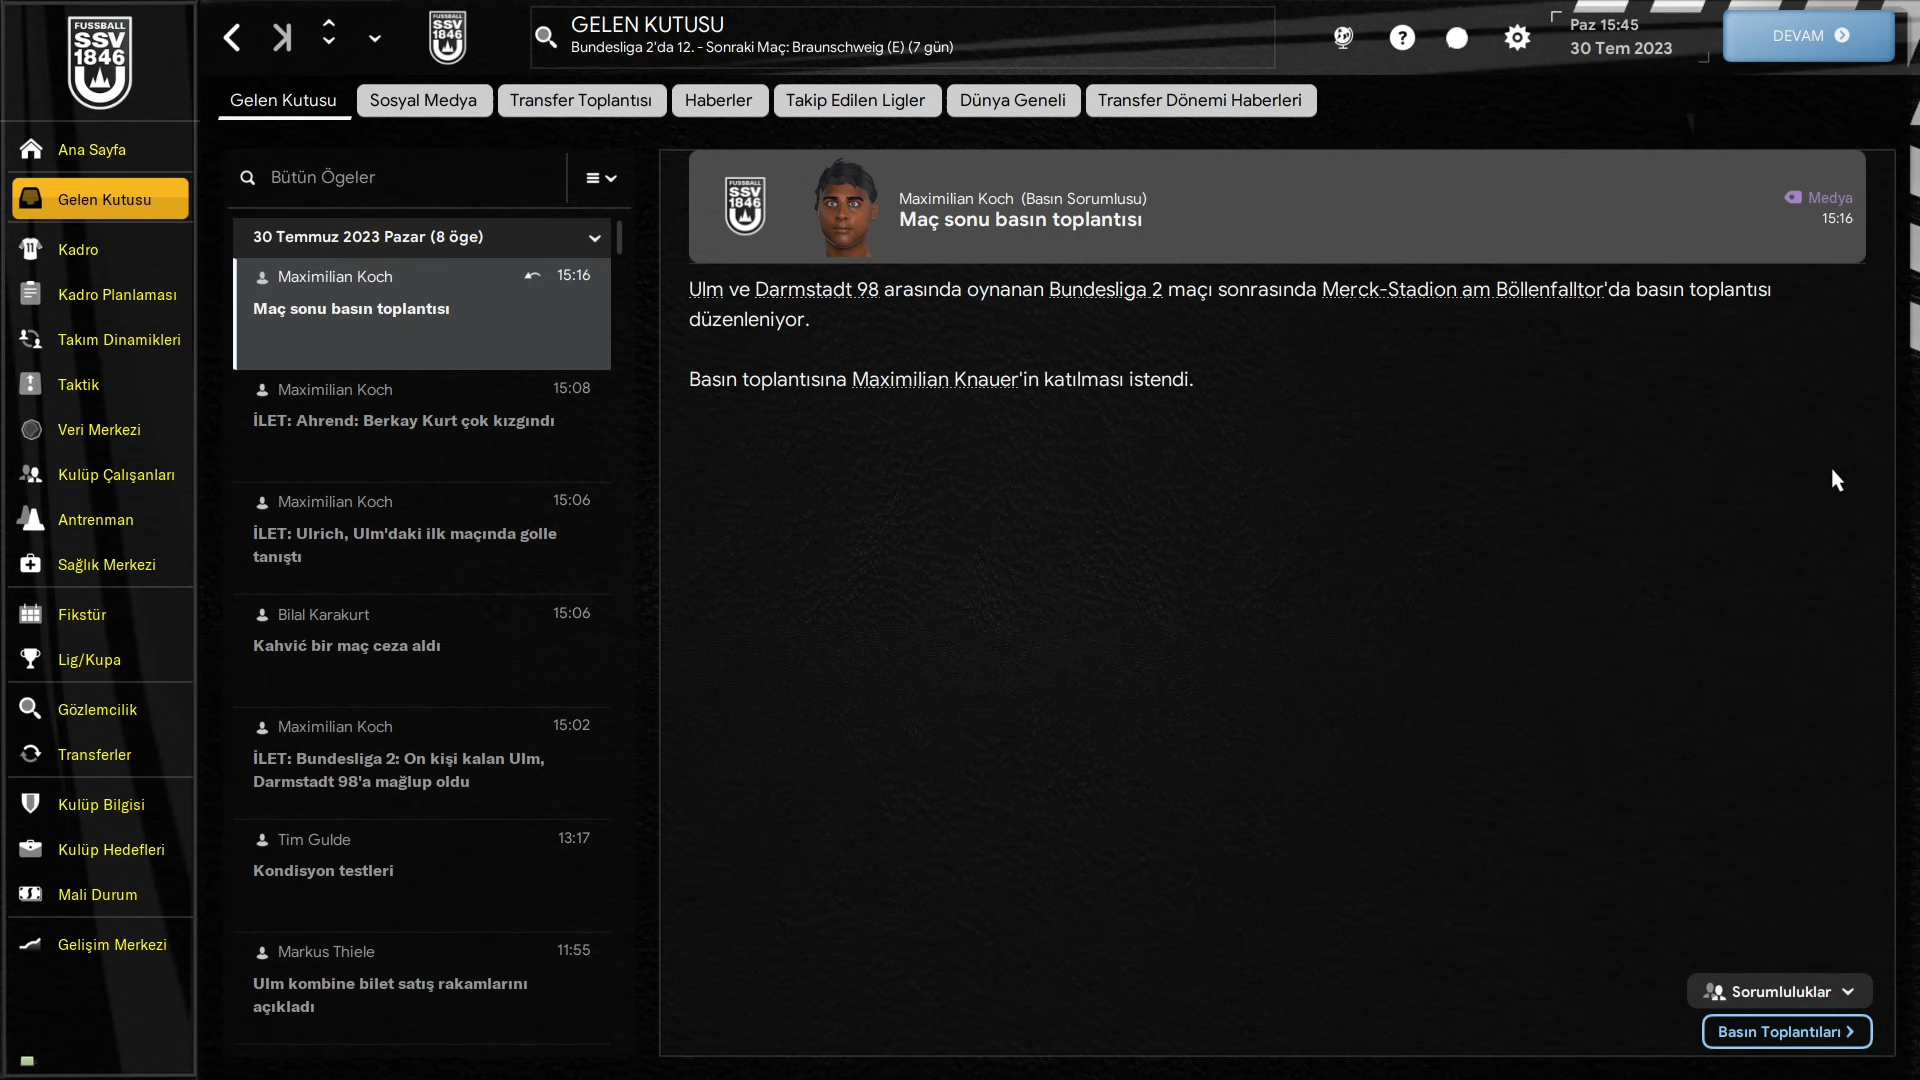 FUSSBALL
SSV
1846
U
FUSSBALL
SSV
1846
GELEN KUTUSU
Bundesliga 2'da 12. - Sonraki Maç: Braunschweig (E) (7 gün)
Paz 15:45
30 Tem 2023
DEVAM
Gelen Kutusu
Sosyal Medya
Transfer Toplantısı
Haberler
Takip Edilen Ligler
Dünya Geneli
Transfer Dönemi Haberleri
Ana Sayfa
Gelen Kutusu
Kadro
Kadro Planlaması
Takım Dinamikleri
Taktik
Veri Merkezi
Kulüp Çalışanları
Antrenman
Sağlık Merkezi
Fikstür
Lig/Kupa
Gözlemcilik
Transferler
Kulüp Bilgisi
Kulüp Hedefleri
Mali Durum
Gelişim Merkezi
Bütün Ögeler
30 Temmuz 2023 Pazar (8 öge)
Maximilian Koch 15:16
Maç sonu basın toplantısı
Maximilian Koch 15:08
İLET: Ahrend: Berkay Kurt çok kızgındı
Maximilian Koch 15:06
İLET: Ulrich, Ulm'daki ilk maçında golle
tanıştı
Bilal Karakurt 15:06
Kahvić bir maç ceza aldı
Maximilian Koch 15:02
İLET: Bundesliga 2: On kişi kalan Ulm,
Darmstadt 98'a mağlup oldu
Tim Gulde 13:17
Kondisyon testleri
Markus Thiele 11:55
Ulm kombine bilet satış rakamlarını
açıkladı
FUSSBALL
SSV
1846
Maximilian Koch (Basın Sorumlusu)
Maç sonu basın toplantısı
Medya
15:16
Ulm ve Darmstadt 98 arasında oynanan Bundesliga 2 maçı sonrasında Merck-Stadion am Böllenfalltor'da basın toplantısı
düzenleniyor.
Basın toplantısına Maximilian Knauer'in katılması istendi.
Sorumluluklar
Basın Toplantıları